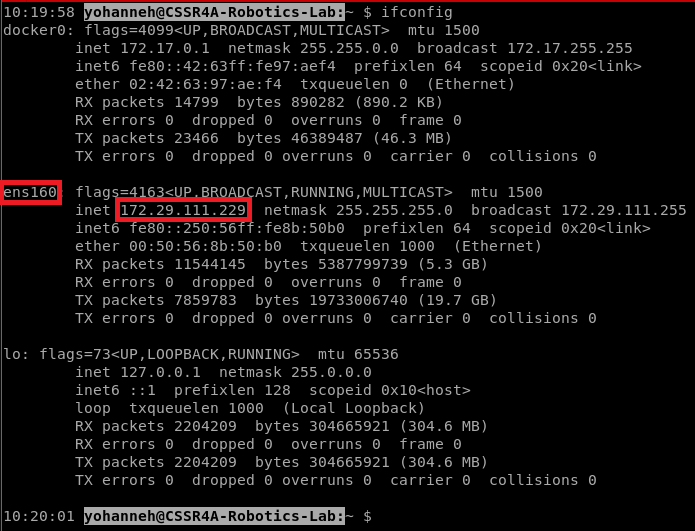 10:19:58 yohanneh@CSSR4A-Robotics-Lab:~ $ ifconfig
docker0: flags=4099<UP,BROADCAST,MULTICAST>  mtu 1500
        inet 172.17.0.1  netmask 255.255.0.0  broadcast 172.17.255.255
        inet6 fe80::42:63ff:fe97:aef4  prefixlen 64  scopeid 0x20<link>
        ether 02:42:63:97:ae:f4  txqueuelen 0  (Ethernet)
        RX packets 14799  bytes 890282 (890.2 KB)
        RX errors 0  dropped 0  overruns 0  frame 0
        TX packets 23466  bytes 46389487 (46.3 MB)
        TX errors 0  dropped 0 overruns 0  carrier 0  collisions 0

ens160: flags=4163<UP,BROADCAST,RUNNING,MULTICAST>  mtu 1500
        inet 172.29.111.229  netmask 255.255.255.0  broadcast 172.29.111.255
        inet6 fe80::250:56ff:fe8b:50b0  prefixlen 64  scopeid 0x20<link>
        ether 00:50:56:8b:50:b0  txqueuelen 1000  (Ethernet)
        RX packets 11544145  bytes 5387799739 (5.3 GB)
        RX errors 0  dropped 0  overruns 0  frame 0
        TX packets 7859783  bytes 19733006740 (19.7 GB)
        TX errors 0  dropped 0 overruns 0  carrier 0  collisions 0

lo: flags=73<UP,LOOPBACK,RUNNING>  mtu 65536
        inet 127.0.0.1  netmask 255.0.0.0
        inet6 ::1  prefixlen 128  scopeid 0x10<host>
        loop  txqueuelen 1000  (Local Loopback)
        RX packets 2204209  bytes 304665921 (304.6 MB)
        RX errors 0  dropped 0  overruns 0  frame 0
        TX packets 2204209  bytes 304665921 (304.6 MB)
        TX errors 0  dropped 0 overruns 0  carrier 0  collisions 0

10:20:01 yohanneh@CSSR4A-Robotics-Lab:~ $